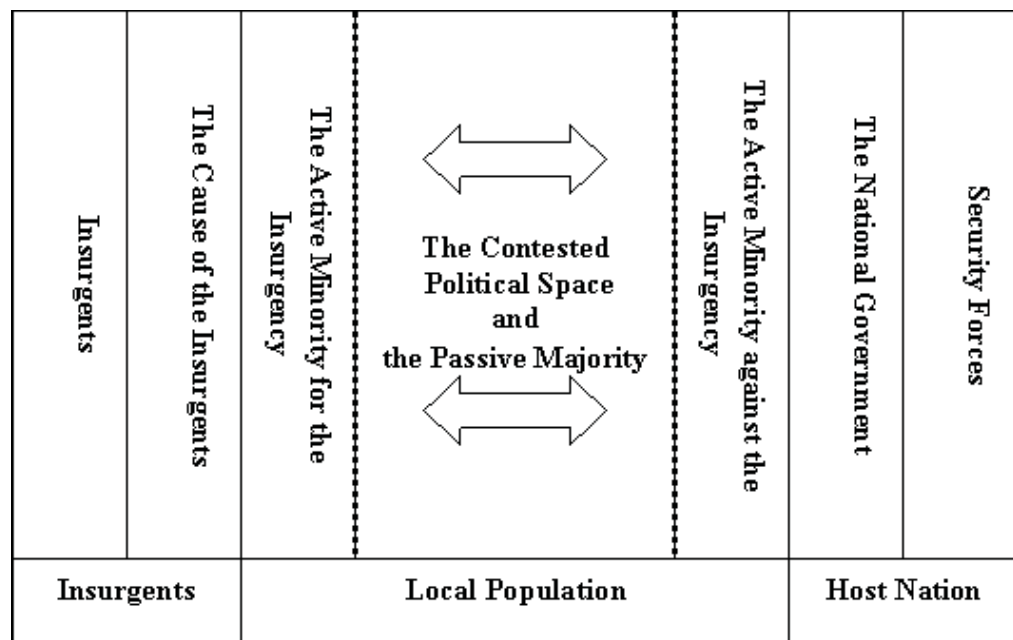 Insurgents
The Cause of the Insurgents
The Active Minority for the
Insurgency
The Contested
Political Space
and
the Passive Majority
The Active Minority against the
Insurgency
The National Government
Security Forces
Insurgents
Local Population
Host Nation